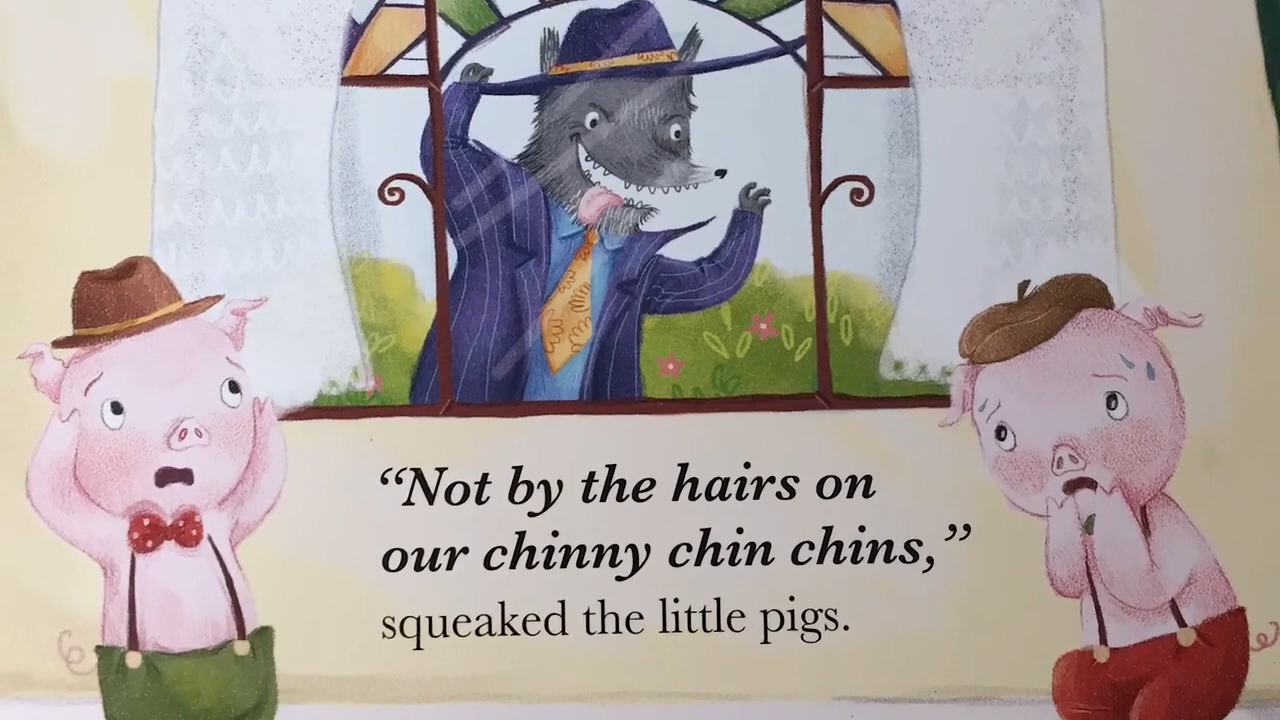 “Not by the hairs on
our chinny chin chins,”
squeaked the little pigs.